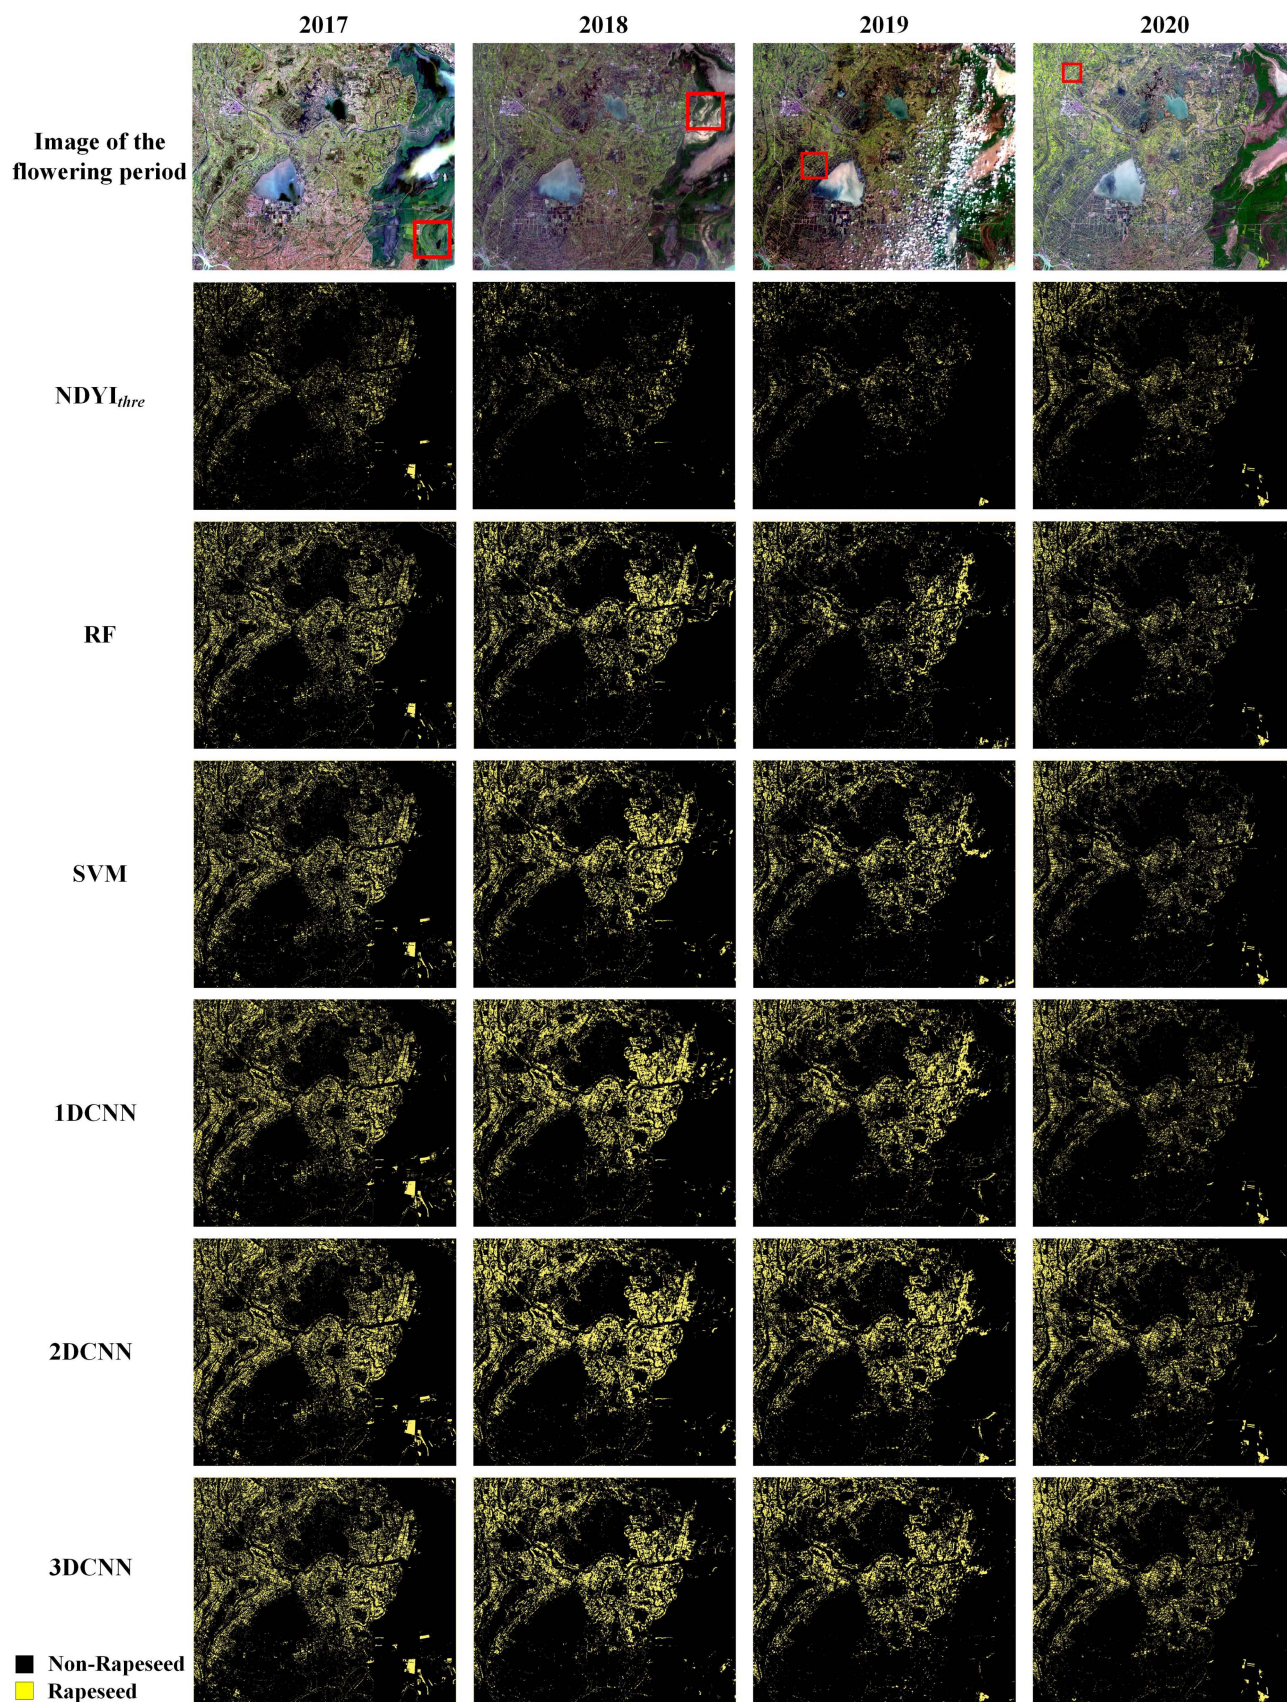 2017 2018 2019 2020
Image of the
flowering period
NDYIthre
RF
SVM
1DCNN
2DCNN
3DCNN
Non-Rapeseed
Rapeseed